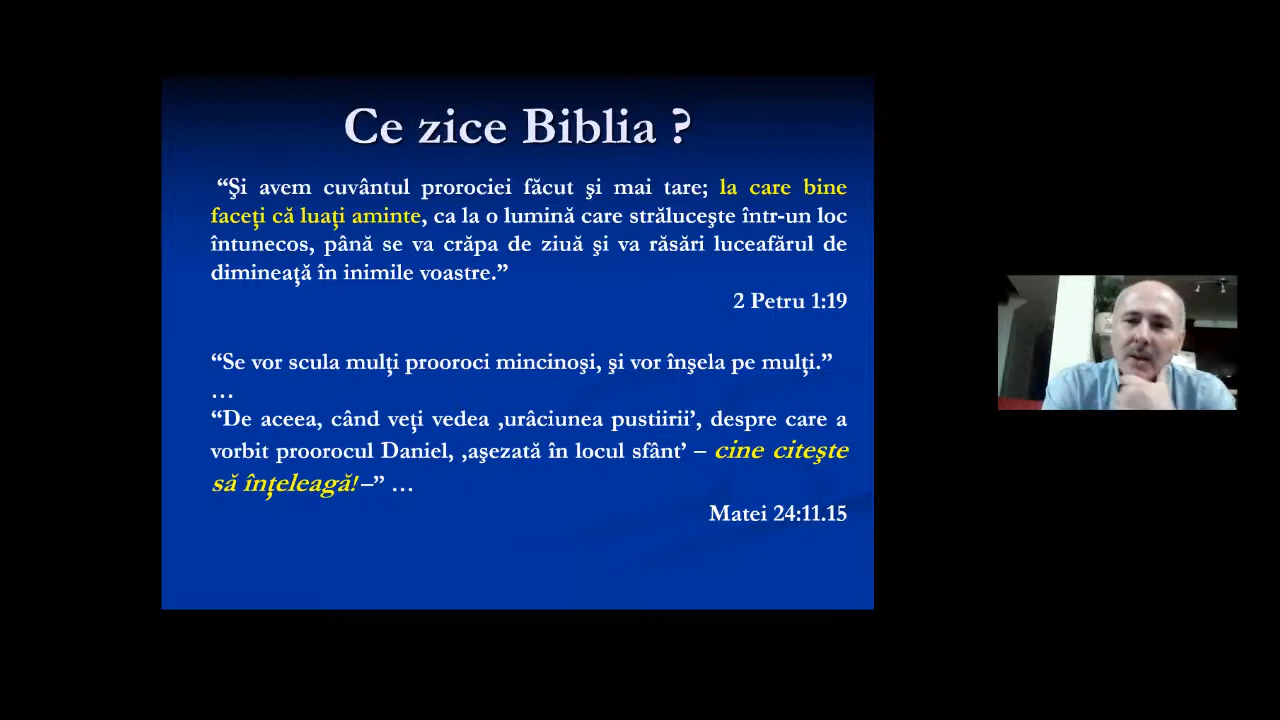 Ce zice Biblia ?
“Şi avem cuvântul prorociei făcut şi mai tare; la care bine
faceţi că luaţi aminte, ca la o lumină care străluceşte într-un loc
întunecos, până se va crăpa de ziuă şi va răsări luceafărul de
dimineaţă în inimile voastre.”
2 Petru 1:19
“Se vor scula mulţi prooroci mincinoşi, şi vor înşela pe mulţi.”
…
“De aceea, când veţi vedea ‚urâciunea pustiirii’, despre care a
vorbit proorocul Daniel, ‚aşezată în locul sfânt’ – cine citeşte
să înţeleagă! –” …
Matei 24:11.15